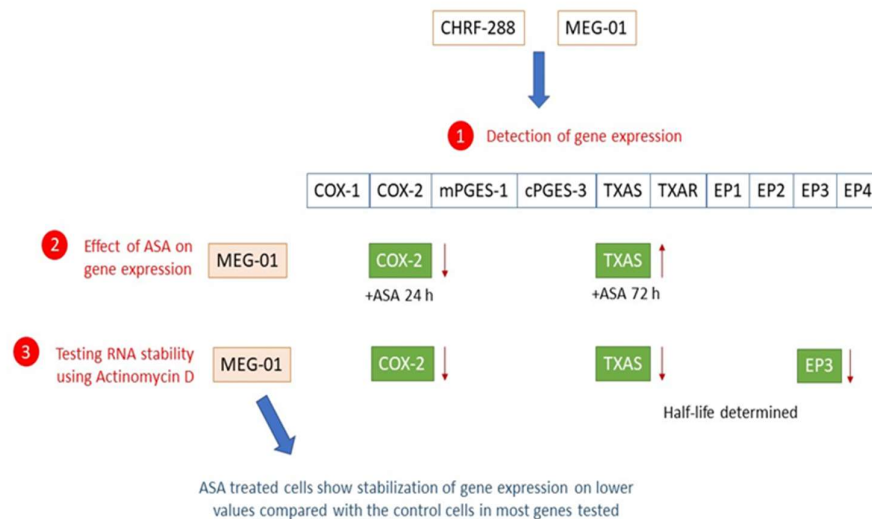 CHRF-288 MEG-01
1 Detection of gene expression
COX-1 COX-2 mPGES-1 cPGES-3 TXAS TXAR EP1 EP2 EP3 EP4
2 Effect of ASA on
gene expression
MEG-01 COX-2 TXAS
+ASA 24 h +ASA 72 h
3 Testing RNA stability
using Actinomycin D
MEG-01 COX-2 TXAS EP3
Half-life determined
ASA treated cells show stabilization of gene expression on lower
values compared with the control cells in most genes tested